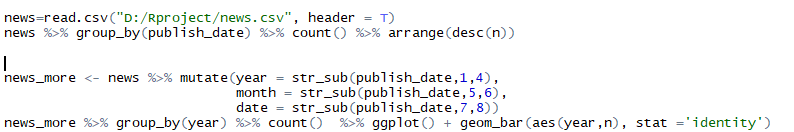 news=read.csv("D:/Rproject/news.csv", header = T)
news %>% group_by(publish_date) %>% count() %>% arrange(desc(n))
news_more <- news %>% mutate(year = str_sub(publish_date,1,4),
month = str_sub(publish_date,5,6),
date = str_sub(publish_date,7,8))
news_more %>% group_by(year) %>% count()  %>% ggplot() + geom_bar(aes(year,n), stat ='identity')